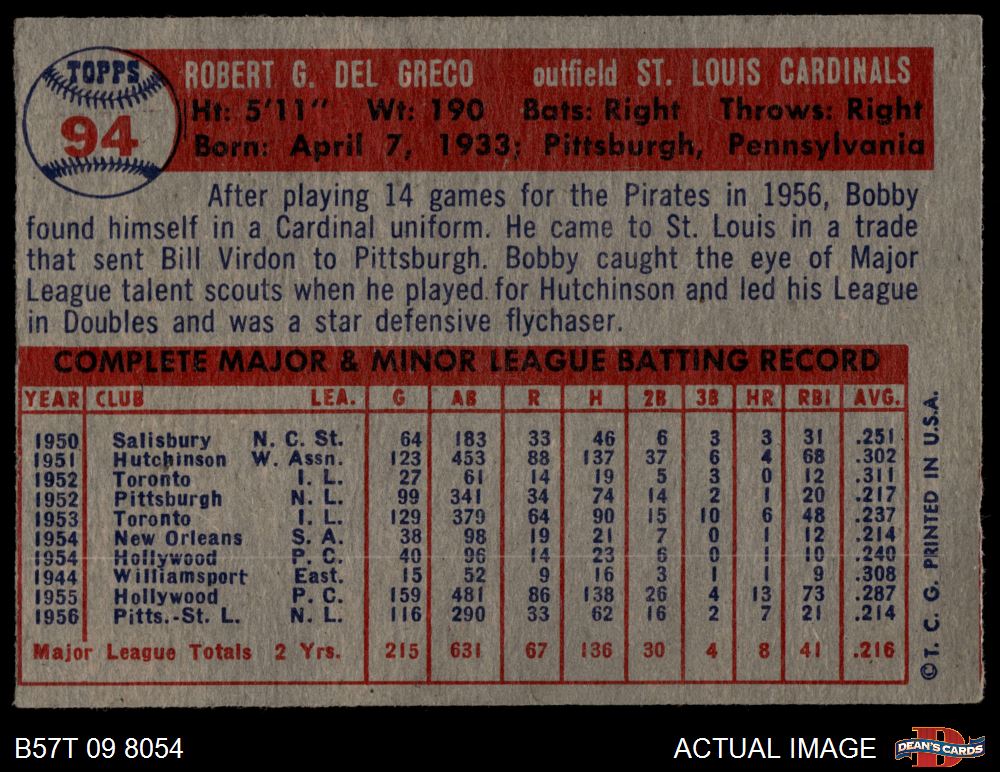 TOPPS
94
ROBERT G. DEL GRECO outfield ST. LOUIS CARDINALS
Ht: 5'11" Wt: 190 Bats: Right Throws: Right
Born: April 7, 1933; Pittsburgh, Pennsylvania
After playing 14 games for the Pirates in 1956, Bobby
found himself in a Cardinal uniform. He came to St. Louis in a trade
that sent Bill Virdon to Pittsburgh. Bobby caught the eye of Major
League talent scouts when he played for Hutchinson and led his League
in Doubles and was a star defensive flychaser.
COMPLETE MAJOR & MINOR LEAGUE BATTING RECORD
YEAR CLUB LEA. G AB R H 2B 3B HR RBI AVG.
1950 Salisbury N. C. St. 64 183 33 46 6 3 3 31 .251
1951 Hutchinson W. Assn. 123 453 88 137 37 6 4 68 .302
1952 Toronto I. L. 27 61 14 19 5 3 0 12 .311
1952 Pittsburgh N. L. 99 341 34 74 14 2 1 20 .217
1953 Toronto I. L. 129 379 64 90 15 10 6 48 .237
1954 New Orleans S. A. 38 98 19 21 7 0 1 12 .214
1954 Hollywood P. C. 40 96 14 23 6 0 1 10 .240
1944 Williamsport East. 15 52 9 16 3 1 1 9 .308
1955 Hollywood P. C. 159 481 86 138 26 4 13 73 .287
1956 Pitts.-St. L. N. L. 116 290 33 62 16 2 7 21 .214
Major League Totals 2 Yrs. 215 631 67 136 30 4 8 41 .216
©T. C. G. PRINTED IN U.S.A.
B57T 09 8054
ACTUAL IMAGE
DEAN'S CARDS